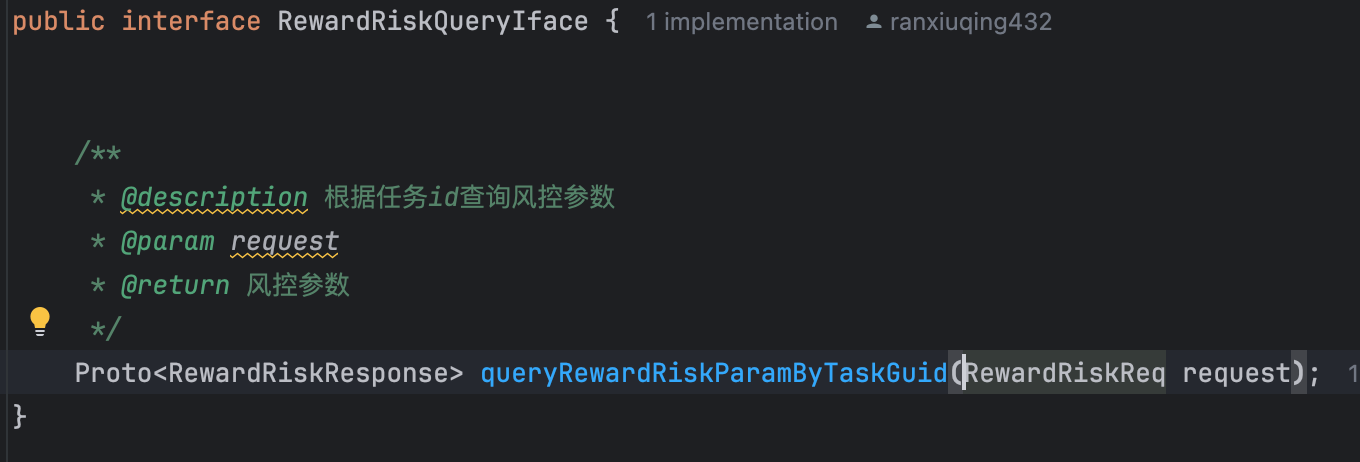 public interface RewardRiskQueryIface { 1 implementation ranxiuqing432
/**
* @description 根据任务id查询风控参数
* @param request
* @return 风控参数
*/
Proto<RewardRiskResponse> queryRewardRiskParamByTaskGuid(RewardRiskReq request); 1
}